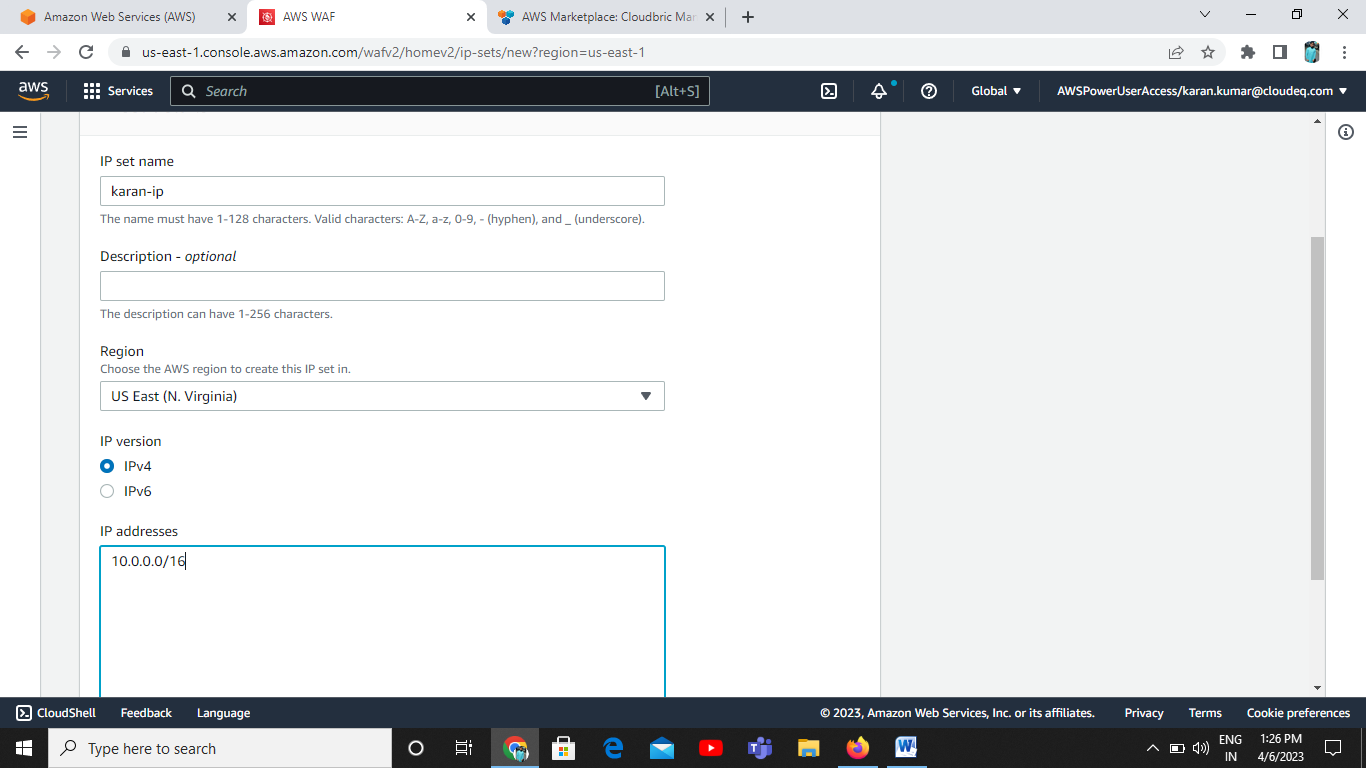 Amazon Web Services (AWS)
AWS WAF
AWS Marketplace: Cloudbric Mar
us-east-1.console.aws.amazon.com/wafv2/homev2/ip-sets/new?region=us-east-1
aws
Services
Search
[Alt+S]
Global
AWSPowerUserAccess/karan.kumar@cloudeq.com
IP set name
karan-ip
The name must have 1-128 characters. Valid characters: A-Z, a-z, 0-9, - (hyphen), and _ (underscore).
Description - optional
The description can have 1-256 characters.
Region
Choose the AWS region to create this IP set in.
US East (N. Virginia)
IP version
IPv4
IPv6
IP addresses
10.0.0.0/16
CloudShell
Feedback
Language
© 2023, Amazon Web Services, Inc. or its affiliates.
Privacy
Terms
Cookie preferences
Type here to search
ENG
IN
1:26 PM
4/6/2023